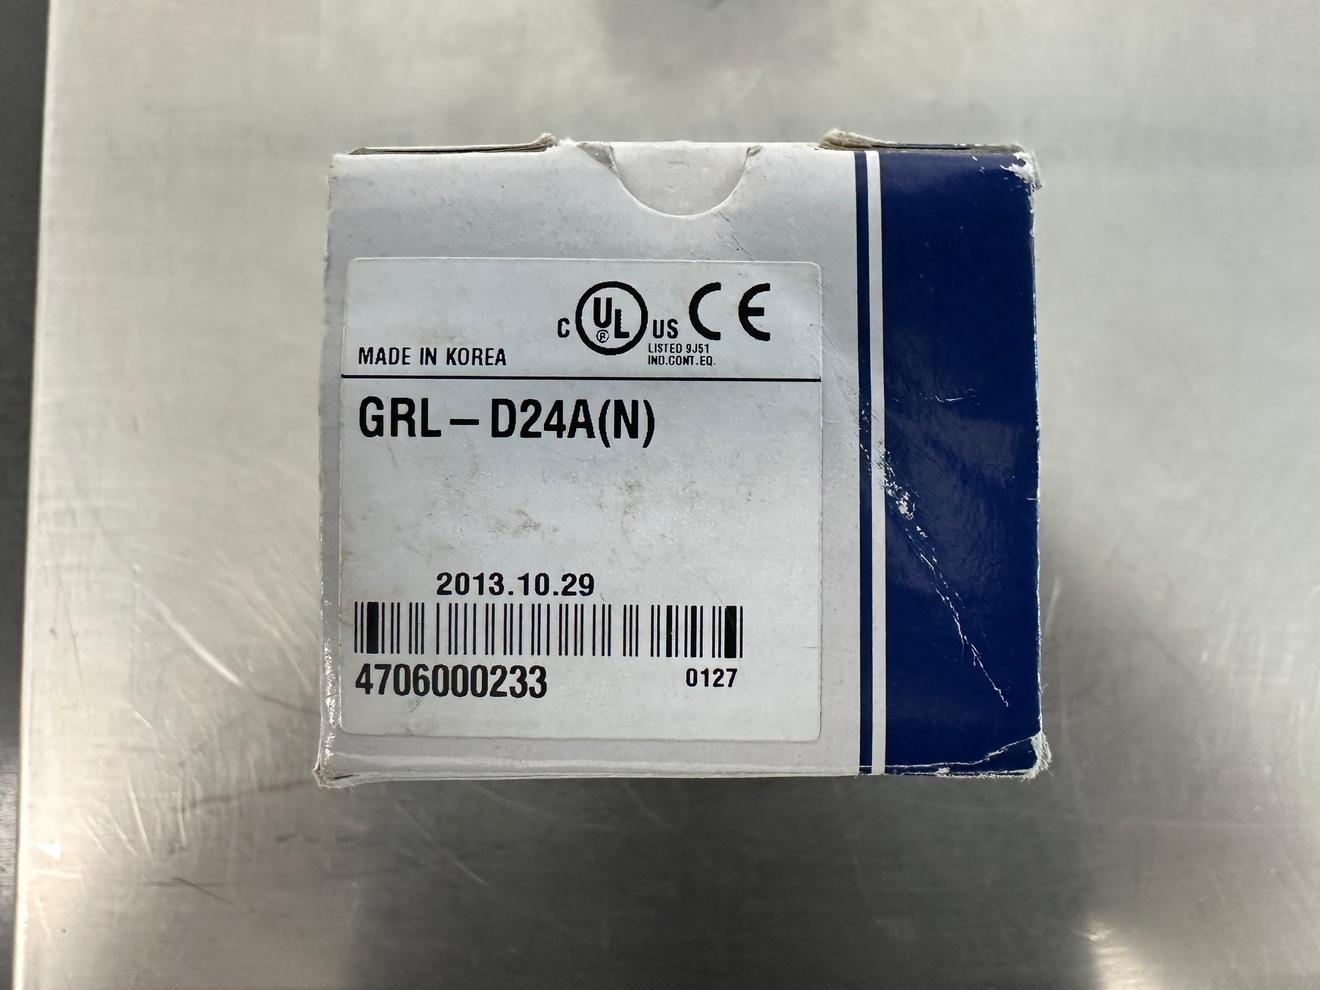 C UL® US CE
LISTED 9J51
IND.CONT.EQ.
MADE IN KOREA
GRL-D24A(N)
2013.10.29
4706000233
0127